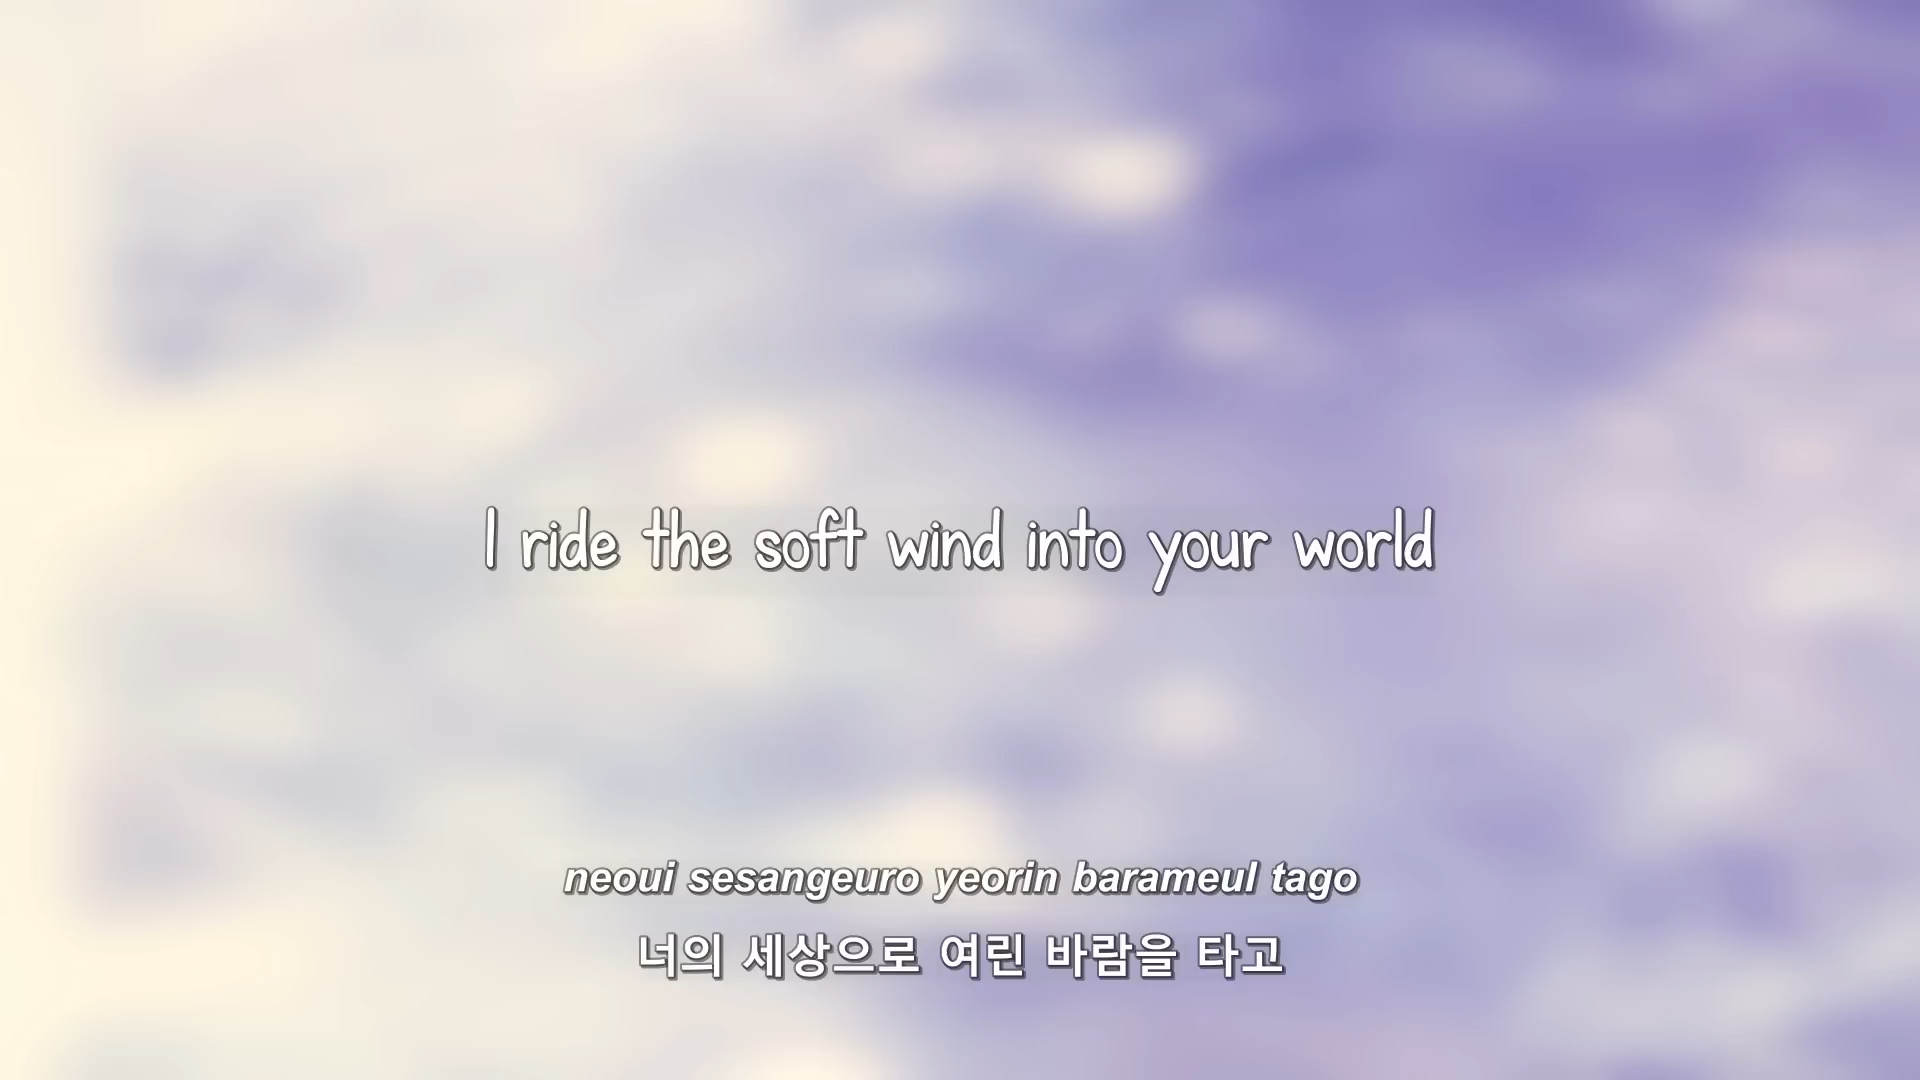 I ride the soft wind into your world
neoui sesangeuro yeorin barameul tago
너의 세상으로 여린 바람을 타고